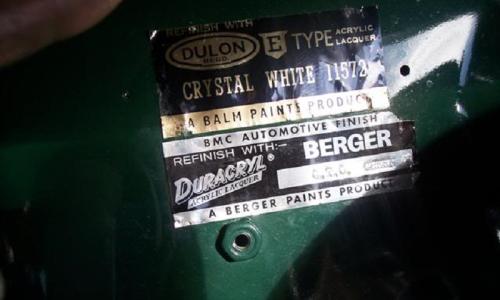 REFINISH WITH
DULON REGD. E TYPE ACRYLIC LACQUER
CRYSTAL WHITE 11572
A BALM PAINTS PRODUCT
BMC AUTOMOTIVE FINISH
REFINISH WITH:- BERGER
DURACRYL®
ACRYLIC LACQUER
A BERGER PAINTS PRODUCT